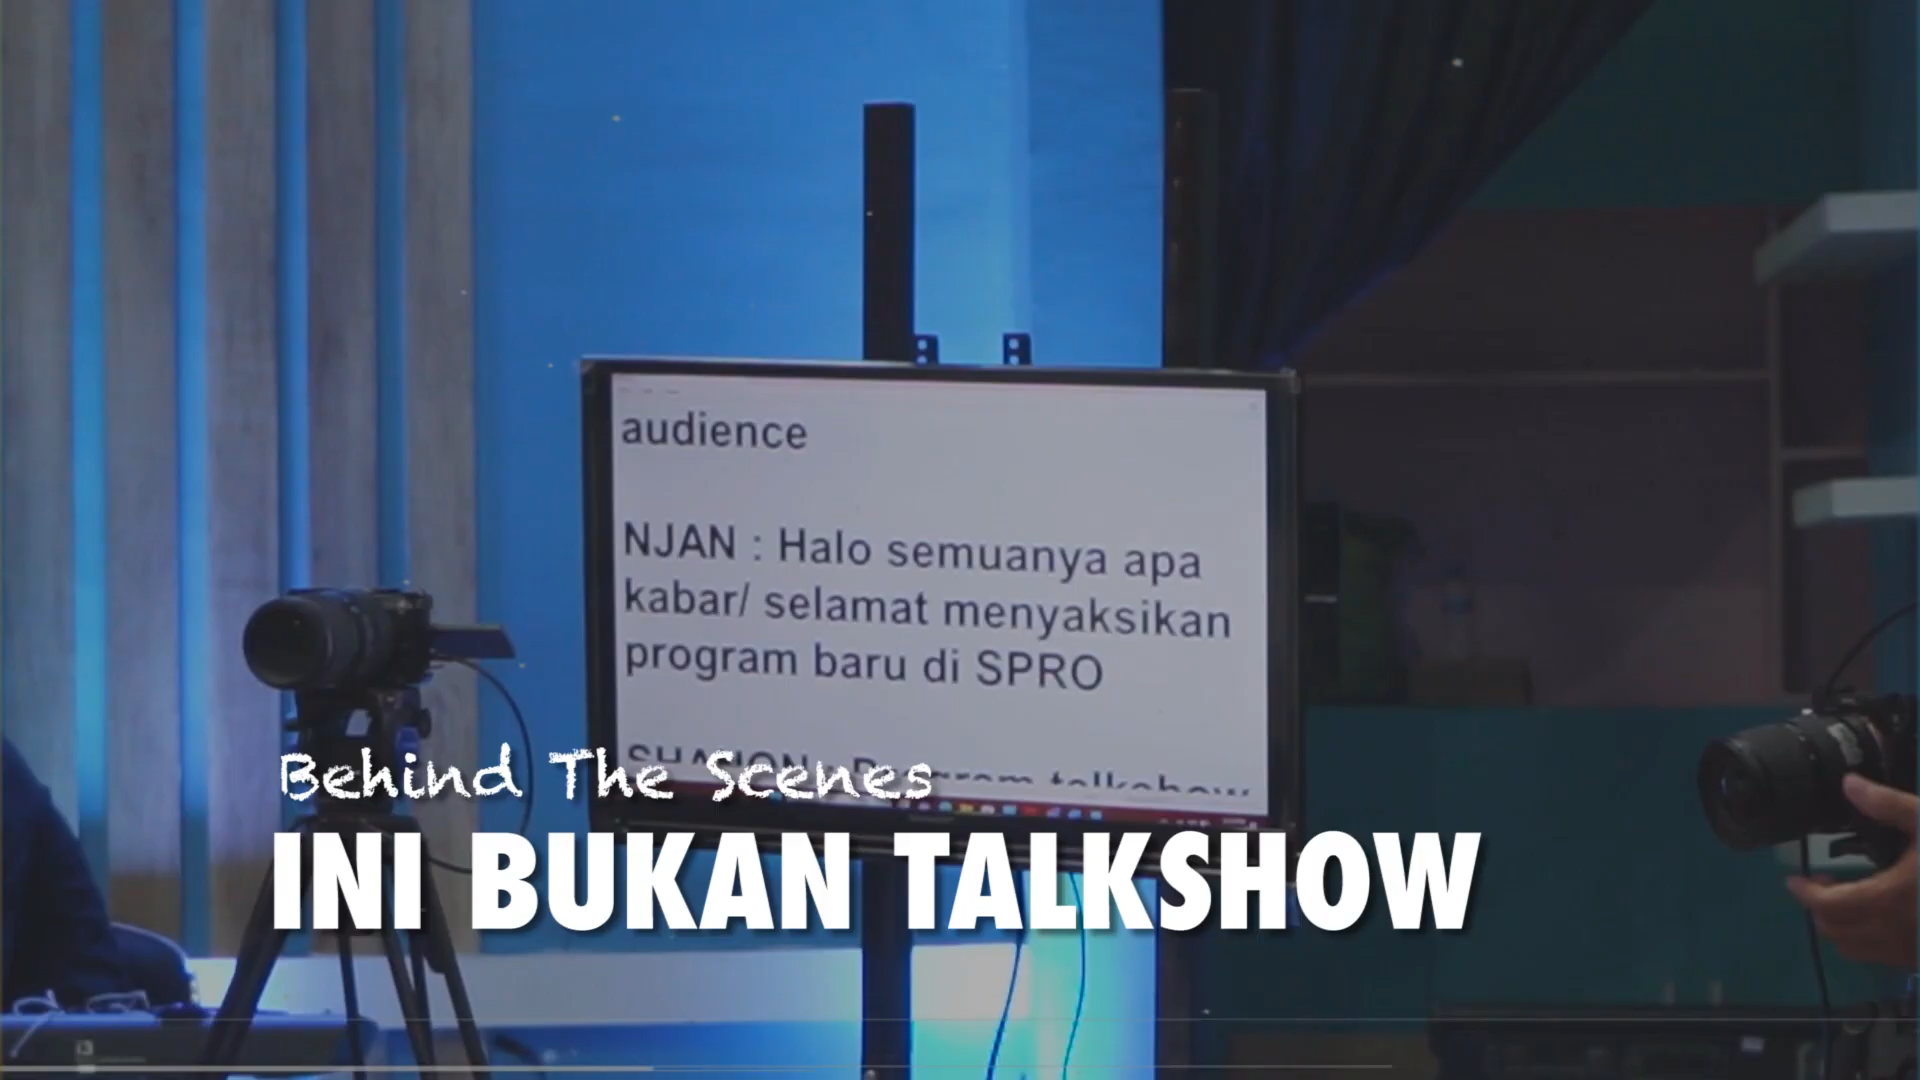 audience
NJAN : Halo semuanya apa
kabar/ selamat menyaksikan
program baru di SPRO
Behind The Scenes
INI BUKAN TALKSHOW